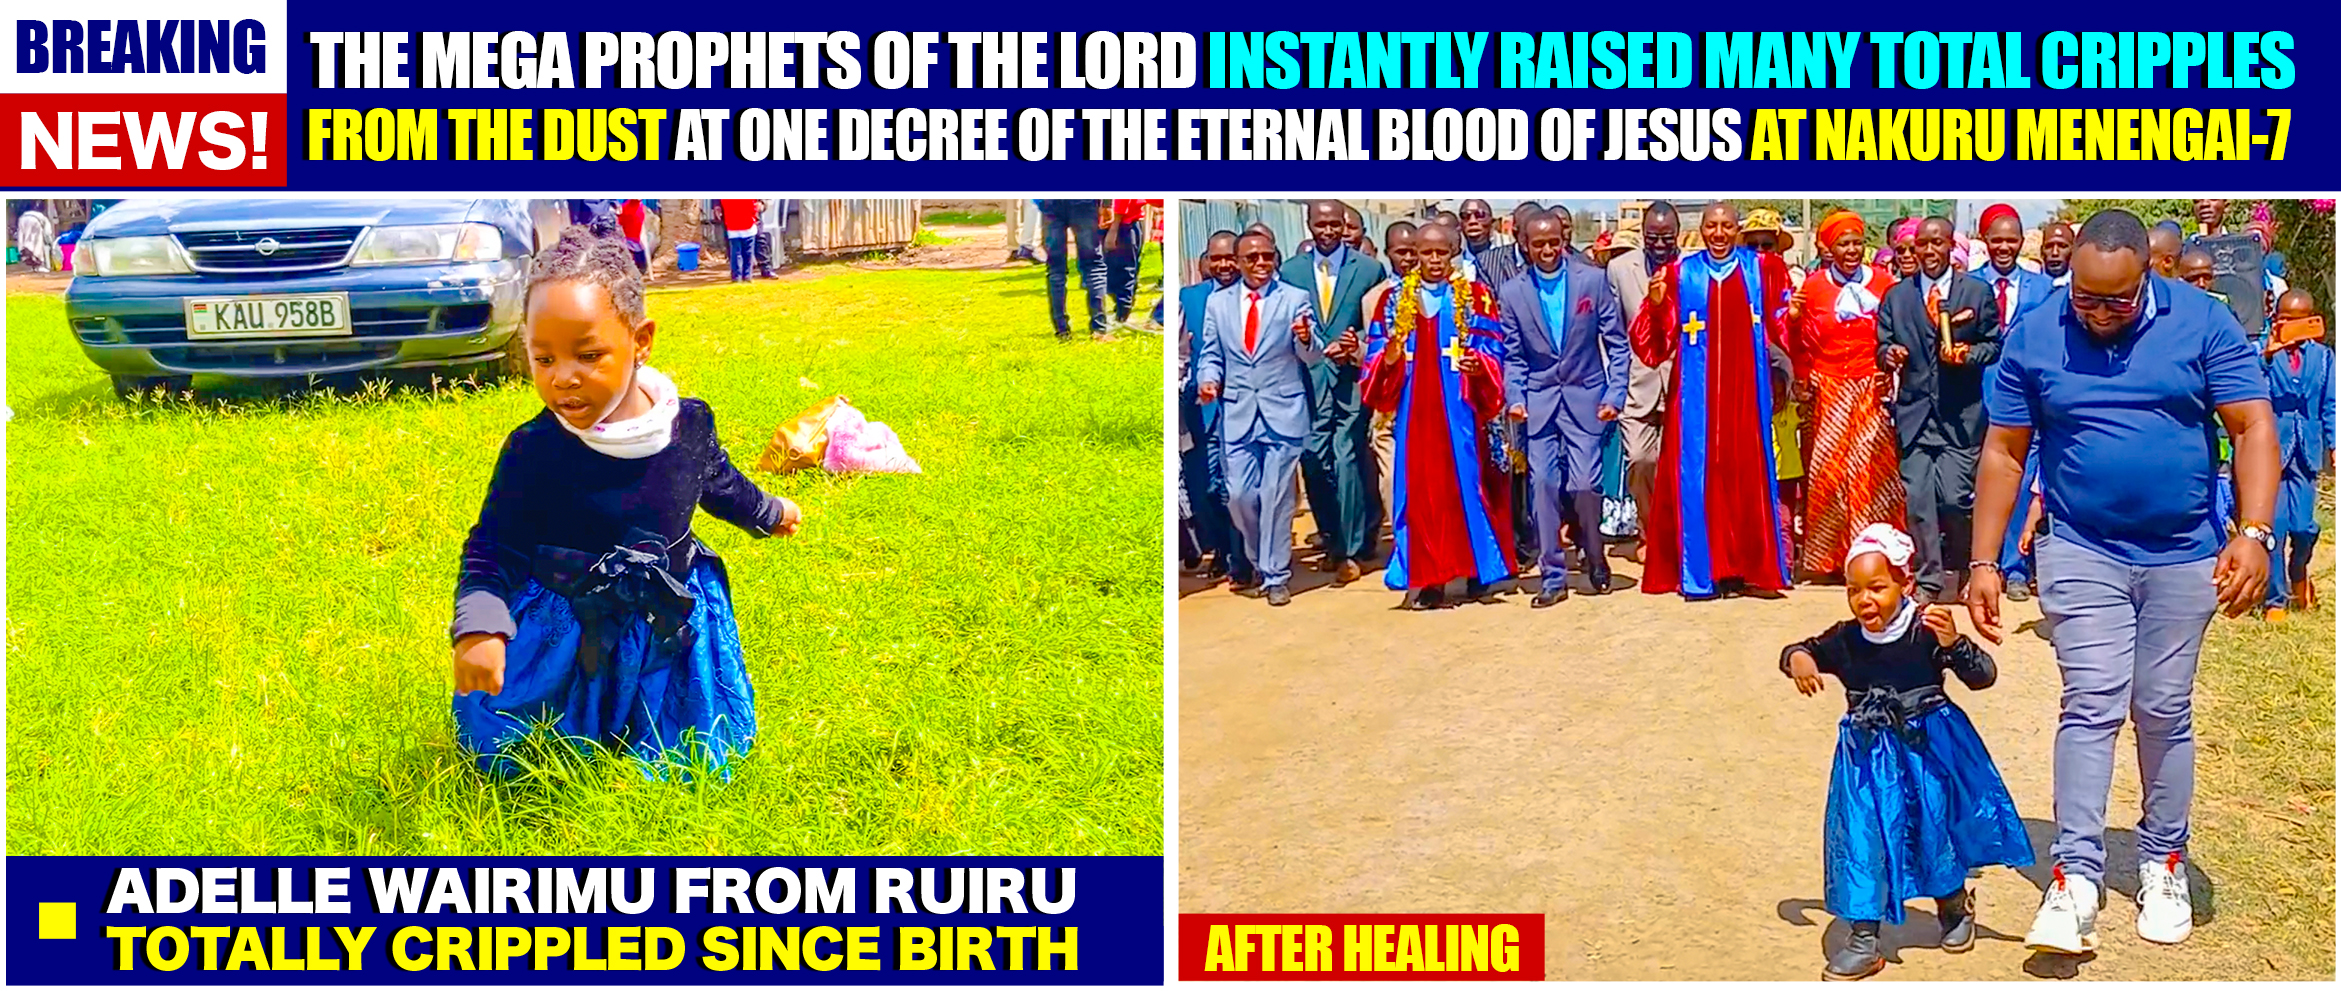 BREAKING
NEWS!
THE MEGA PROPHETS OF THE LORD INSTANTLY RAISED MANY TOTAL CRIPPLES
FROM THE DUST AT ONE DECREE OF THE ETERNAL BLOOD OF JESUS AT NAKURU MENENGAI-7
KAU 958B
ADELLE WAIRIMU FROM RUIRU
TOTALLY CRIPPLED SINCE BIRTH
AFTER HEALING